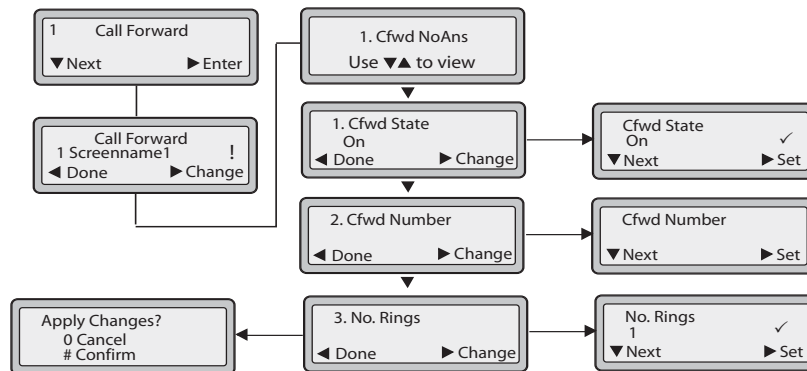 1 Call Forward
▼Next ▶Enter
Call Forward
1 Screenname1 !
◀ Done ▶Change
1. Cfwd NoAns
Use ▼▲ to view
1. Cfwd State
On
◀ Done ▶Change
Cfwd State
On ✓
▼Next ▶Set
2. Cfwd Number
◀ Done ▶Change
Cfwd Number
▼Next ▶Set
3. No. Rings
◀ Done ▶Change
No. Rings
1 ✓
▼Next ▶Set
Apply Changes?
0 Cancel
# Confirm